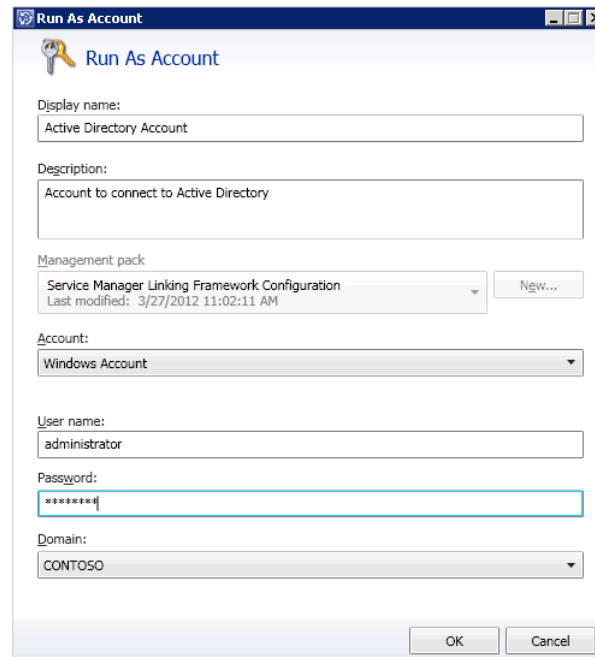 Run As Account
Run As Account
Display name:
Active Directory Account
Description:
Account to connect to Active Directory
Management pack
Service Manager Linking Framework Configuration
Last modified: 3/27/2012 11:02:11 AM
New...
Account:
Windows Account
User name:
administrator
Password:
********
Domain:
CONTOSO
OK
Cancel